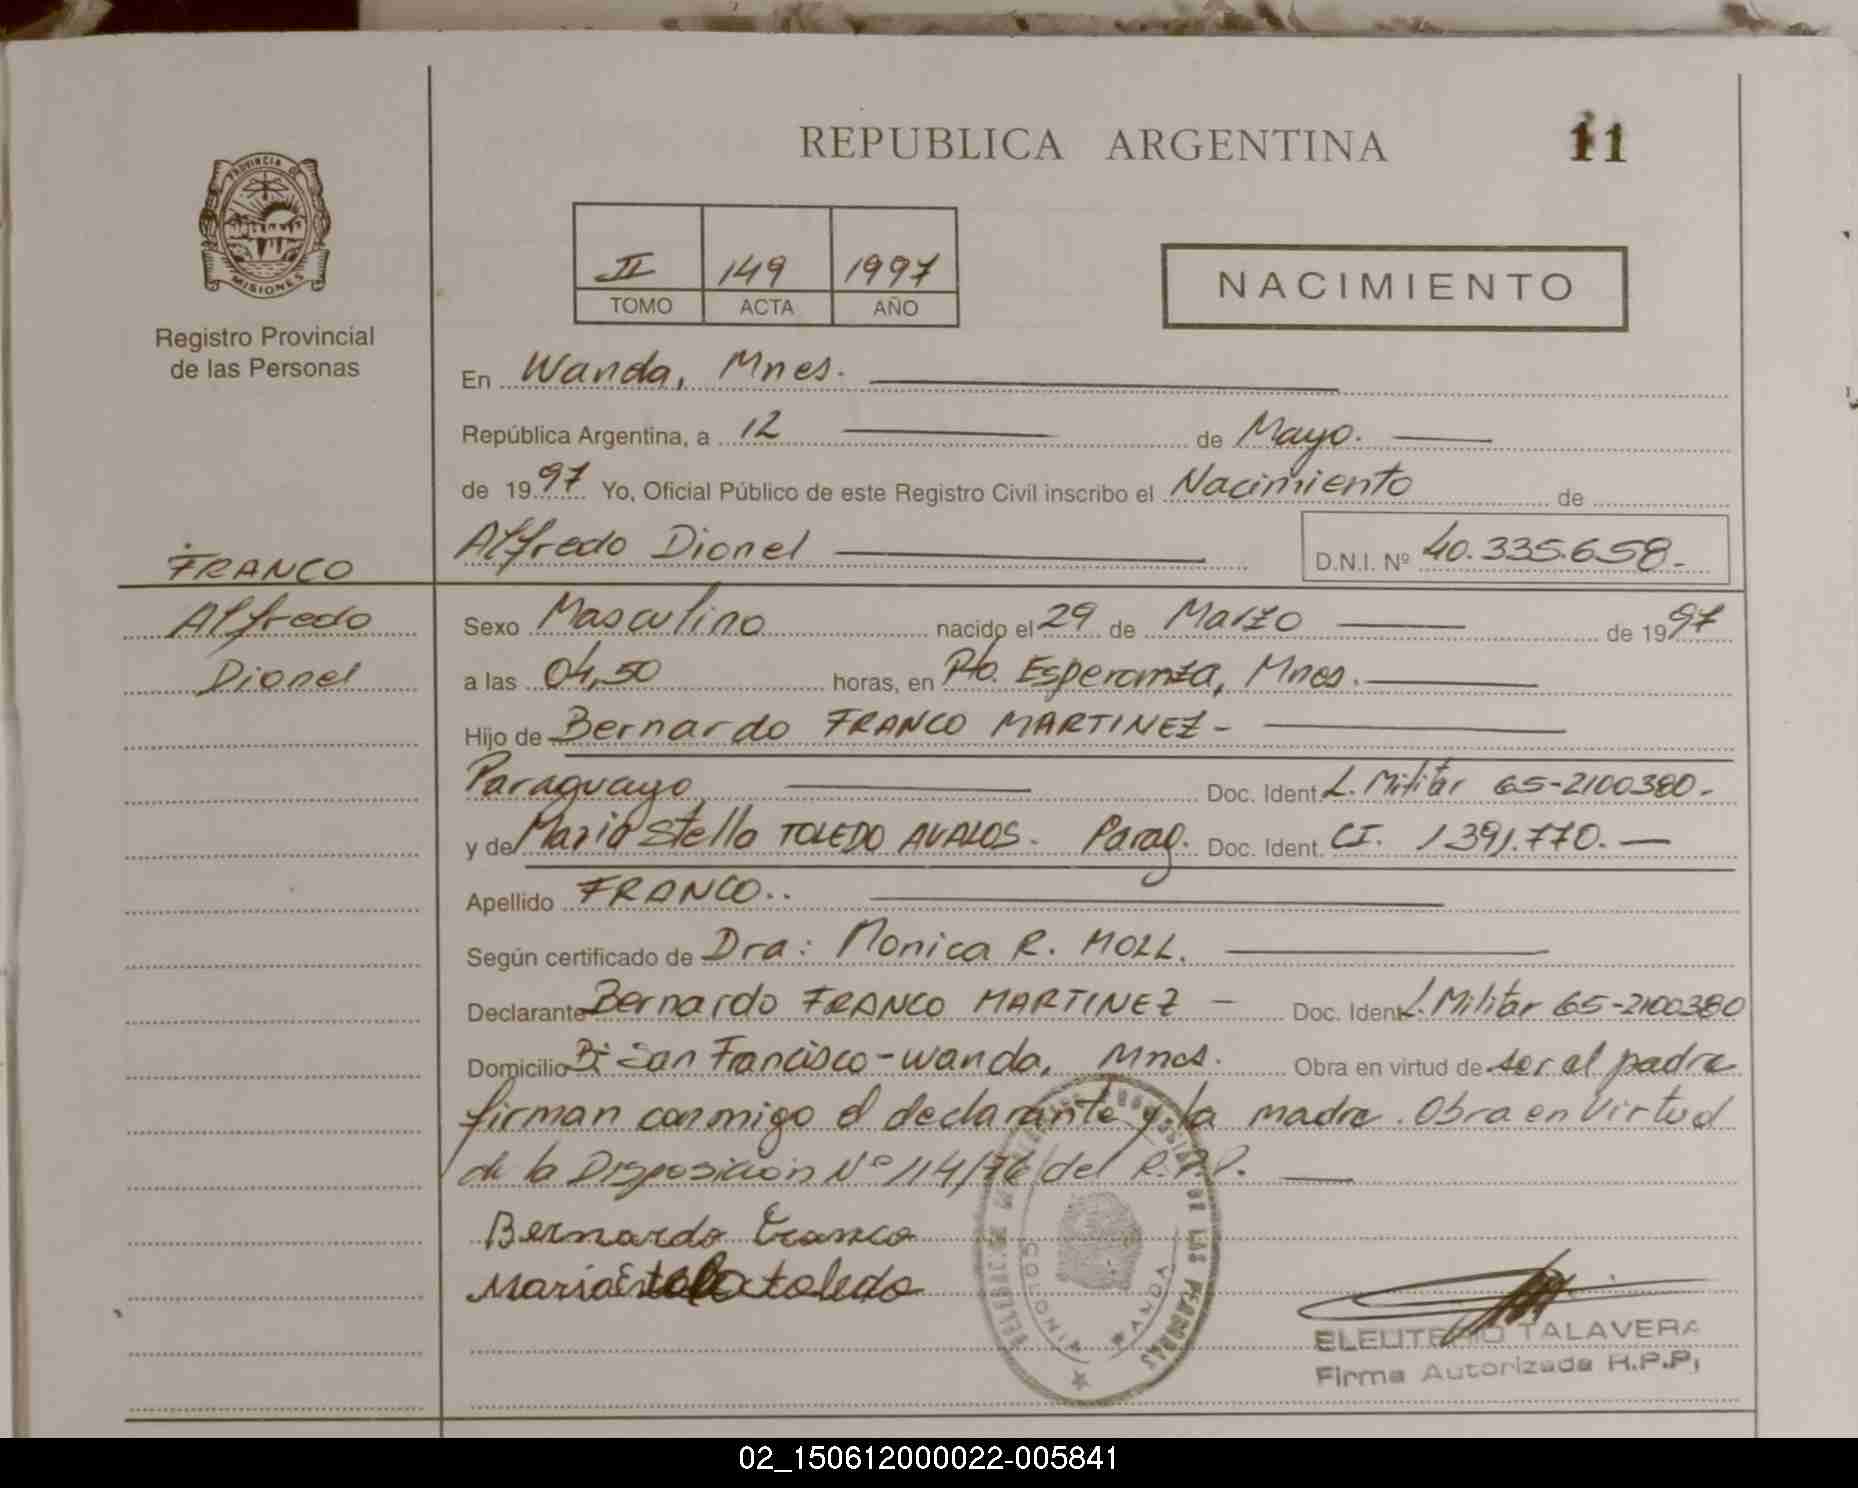 REPUBLICA ARGENTINA
11
PROVINCIA DE
MISIONES
Registro Provincial
de las Personas
II 149 1997
TOMO ACTA AÑO
NACIMIENTO
En Wanda, Mnes.
República Argentina, a 12 de Mayo.
de 1997 Yo, Oficial Público de este Registro Civil inscribo el Nacimiento de
Alfredo Dionel D.N.I. Nº 40.335.658.-
FRANCO
Alfredo
Dionel
Sexo Masculino nacido el 29 de Marzo de 1997
a las 04,50 horas, en Pto. Esperanza, Mnes.
Hijo de Bernardo FRANCO MARTINEZ-
Paraguayo Doc. Ident. L. Militar 65-2100380-
y de Maria Stella TOLEDO AVALOS. Parag. Doc. Ident. CI. 1391.770.-
Apellido FRANCO..
Según certificado de Dra: Monica R. MOLL.
Declarante Bernardo FRANCO MARTINEZ - Doc. Ident. L. Militar 65-2100380
Domicilio Bº San Francisco-Wanda, Mnes. Obra en virtud de ser el padre
firman conmigo el declarante y la madre. Obra en Virtud
de la Disposición Nº 114/76 del R.P.P.
Bernardo Franco
Maria Estela toledo
WANDA
ELEUTERIO TALAVERA
Firma Autorizada R.P.P.
02_150612000022-005841